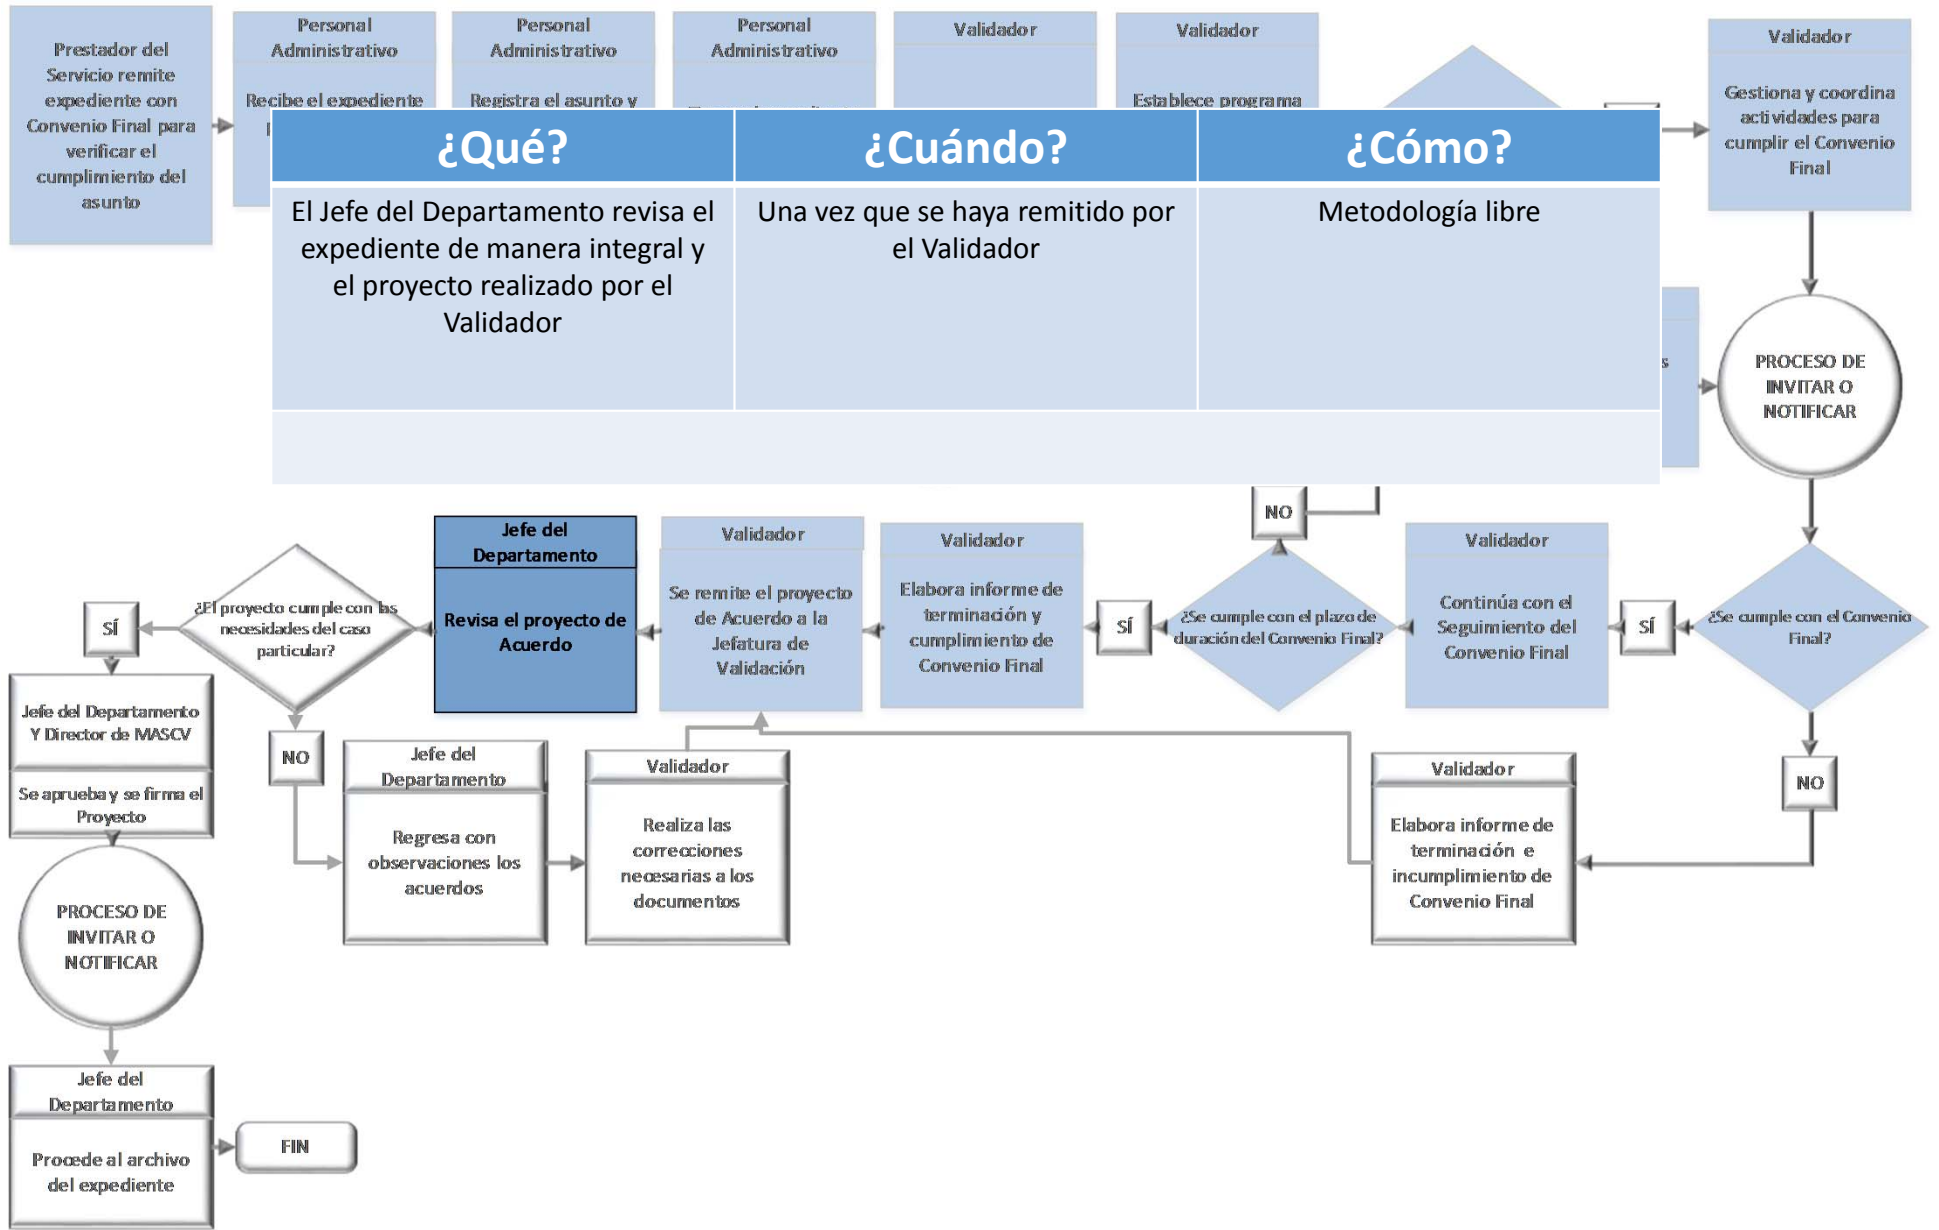 Prestador del
Servicio remite
expediente con
Convenio Final para
verificar el
cumplimiento del
asunto
Personal
Administrativo
Recibe el expediente
Personal
Administrativo
Registra el asunto y
Personal
Administrativo
Validador
Validador
Establece programa
Validador
Gestiona y coordina
actividades para
cumplir el Convenio
Final
¿Qué?
¿Cuándo?
¿Cómo?
El Jefe del Departamento revisa el
expediente de manera integral y
el proyecto realizado por el
Validador
Una vez que se haya remitido por
el Validador
Metodología libre
s
PROCESO DE
INVITAR O
NOTIFICAR
NO
¿Se cumple con el Convenio
Final?
SÍ
Validador
Continúa con el
Seguimiento del
Convenio Final
¿Se cumple con el plazo de
duración del Convenio Final?
SÍ
Validador
Elabora informe de
terminación y
cumplimiento de
Convenio Final
Validador
Se remite el proyecto
de Acuerdo a la
Jefatura de
Validación
Jefe del
Departamento
Revisa el proyecto de
Acuerdo
¿El proyecto cumple con las
necesidades del caso
particular?
SÍ
Jefe del Departamento
Y Director de MASCV
Se aprueba y se firma el
Proyecto
NO
Jefe del
Departamento
Regresa con
observaciones los
acuerdos
Validador
Realiza las
correcciones
necesarias a los
documentos
Validador
Elabora informe de
terminación e
incumplimiento de
Convenio Final
NO
PROCESO DE
INVITAR O
NOTIFICAR
Jefe del
Departamento
Procede al archivo
del expediente
FIN